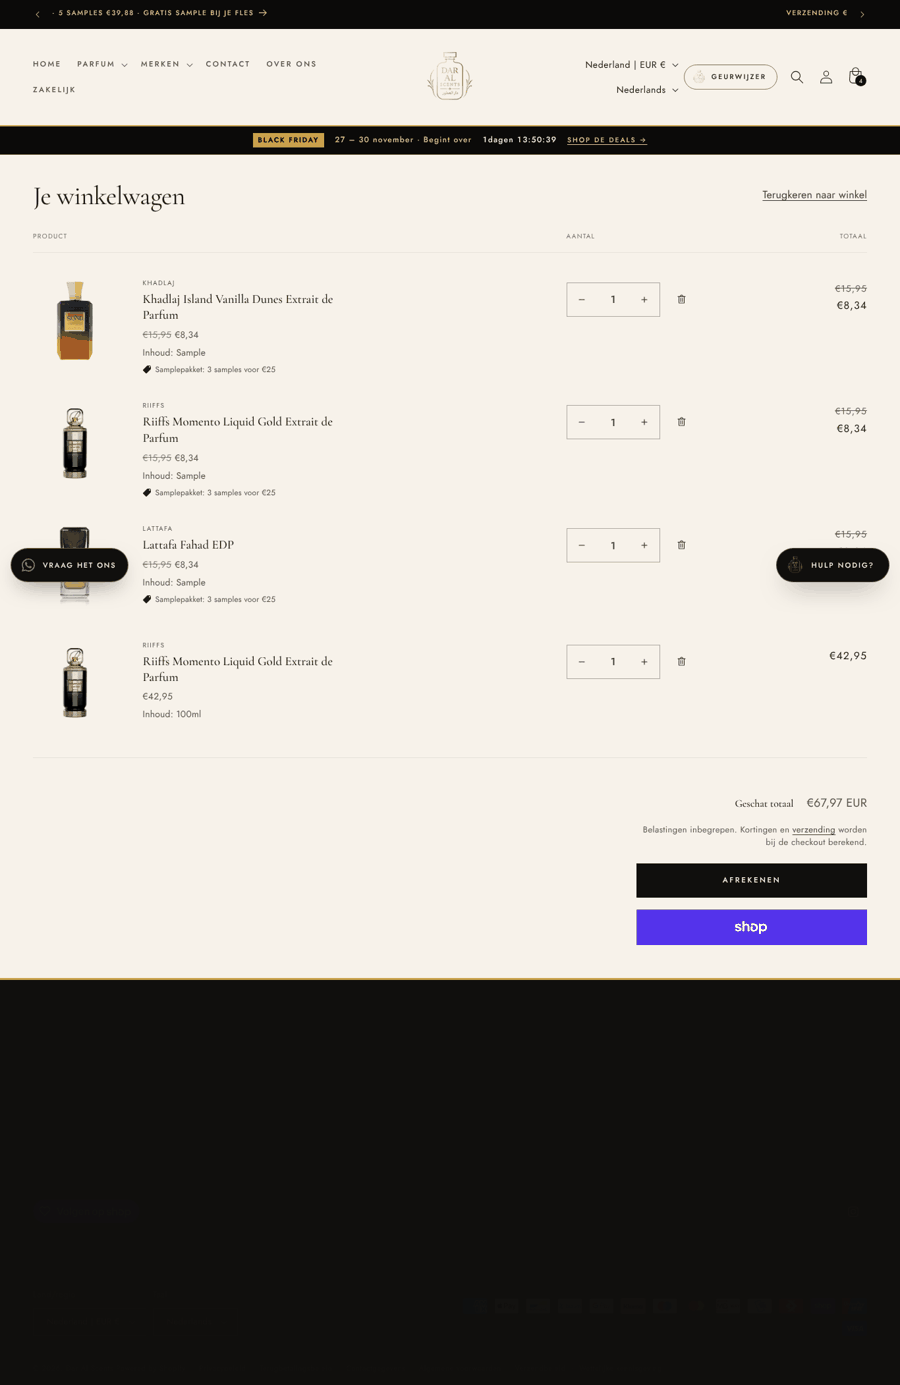 - 5 SAMPLES €39,88 - GRATIS SAMPLE BIJ JE FLES →
VERZENDING €
HOME PARFUM MERKEN CONTACT OVER ONS
ZAKELIJK
DAR
AL
SCENTS
Nederland | EUR €
Nederlands
GEURWIJZER
4
BLACK FRIDAY 27 – 30 november · Begint over 1dagen 13:50:39 SHOP DE DEALS →
Je winkelwagen
Terugkeren naar winkel
PRODUCT AANTAL TOTAAL
KHADLAJ
Khadlaj Island Vanilla Dunes Extrait de
Parfum
€15,95 €8,34
Inhoud: Sample
Samplepakket: 3 samples voor €25
− 1 +
€15,95
€8,34
RIIFFS
Riiffs Momento Liquid Gold Extrait de
Parfum
€15,95 €8,34
Inhoud: Sample
Samplepakket: 3 samples voor €25
− 1 +
€15,95
€8,34
LATTAFA
Lattafa Fahad EDP
€15,95 €8,34
Inhoud: Sample
Samplepakket: 3 samples voor €25
− 1 +
€15,95
VRAAG HET ONS
HULP NODIG?
RIIFFS
Riiffs Momento Liquid Gold Extrait de
Parfum
€42,95
Inhoud: 100ml
− 1 +
€42,95
Geschat totaal €67,97 EUR
Belastingen inbegrepen. Kortingen en verzending worden
bij de checkout berekend.
AFREKENEN
shop